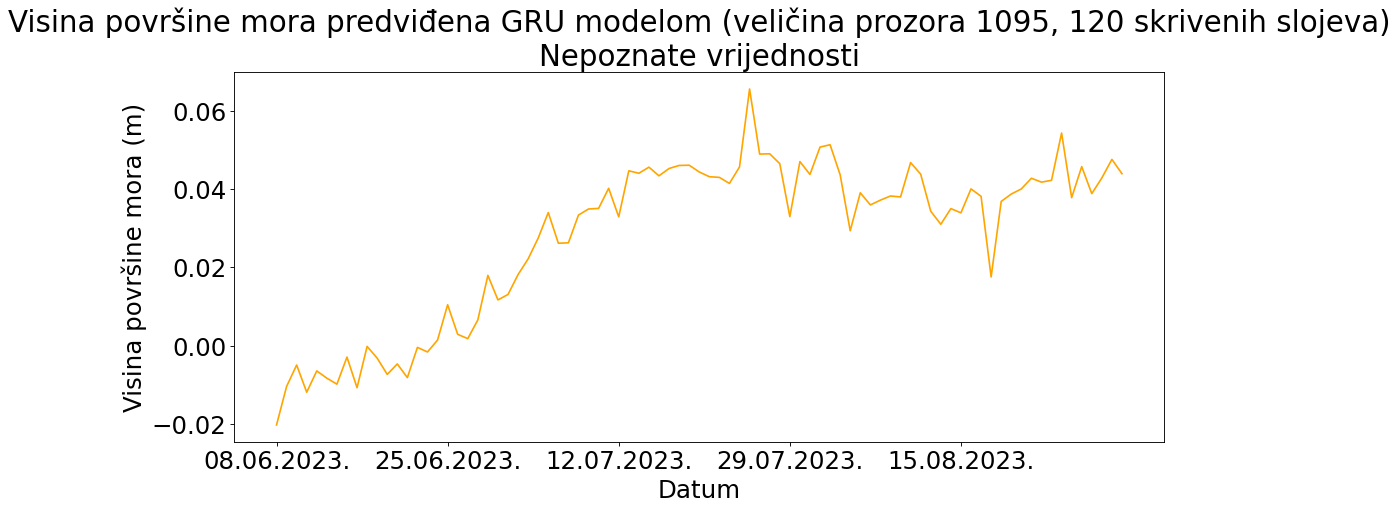 Visina površine mora predviđena GRU modelom (veličina prozora 1095, 120 skrivenih slojeva)
Nepoznate vrijednosti
Visina površine mora (m)
0.06
0.04
0.02
0.00
−0.02
08.06.2023. 25.06.2023. 12.07.2023. 29.07.2023. 15.08.2023.
Datum